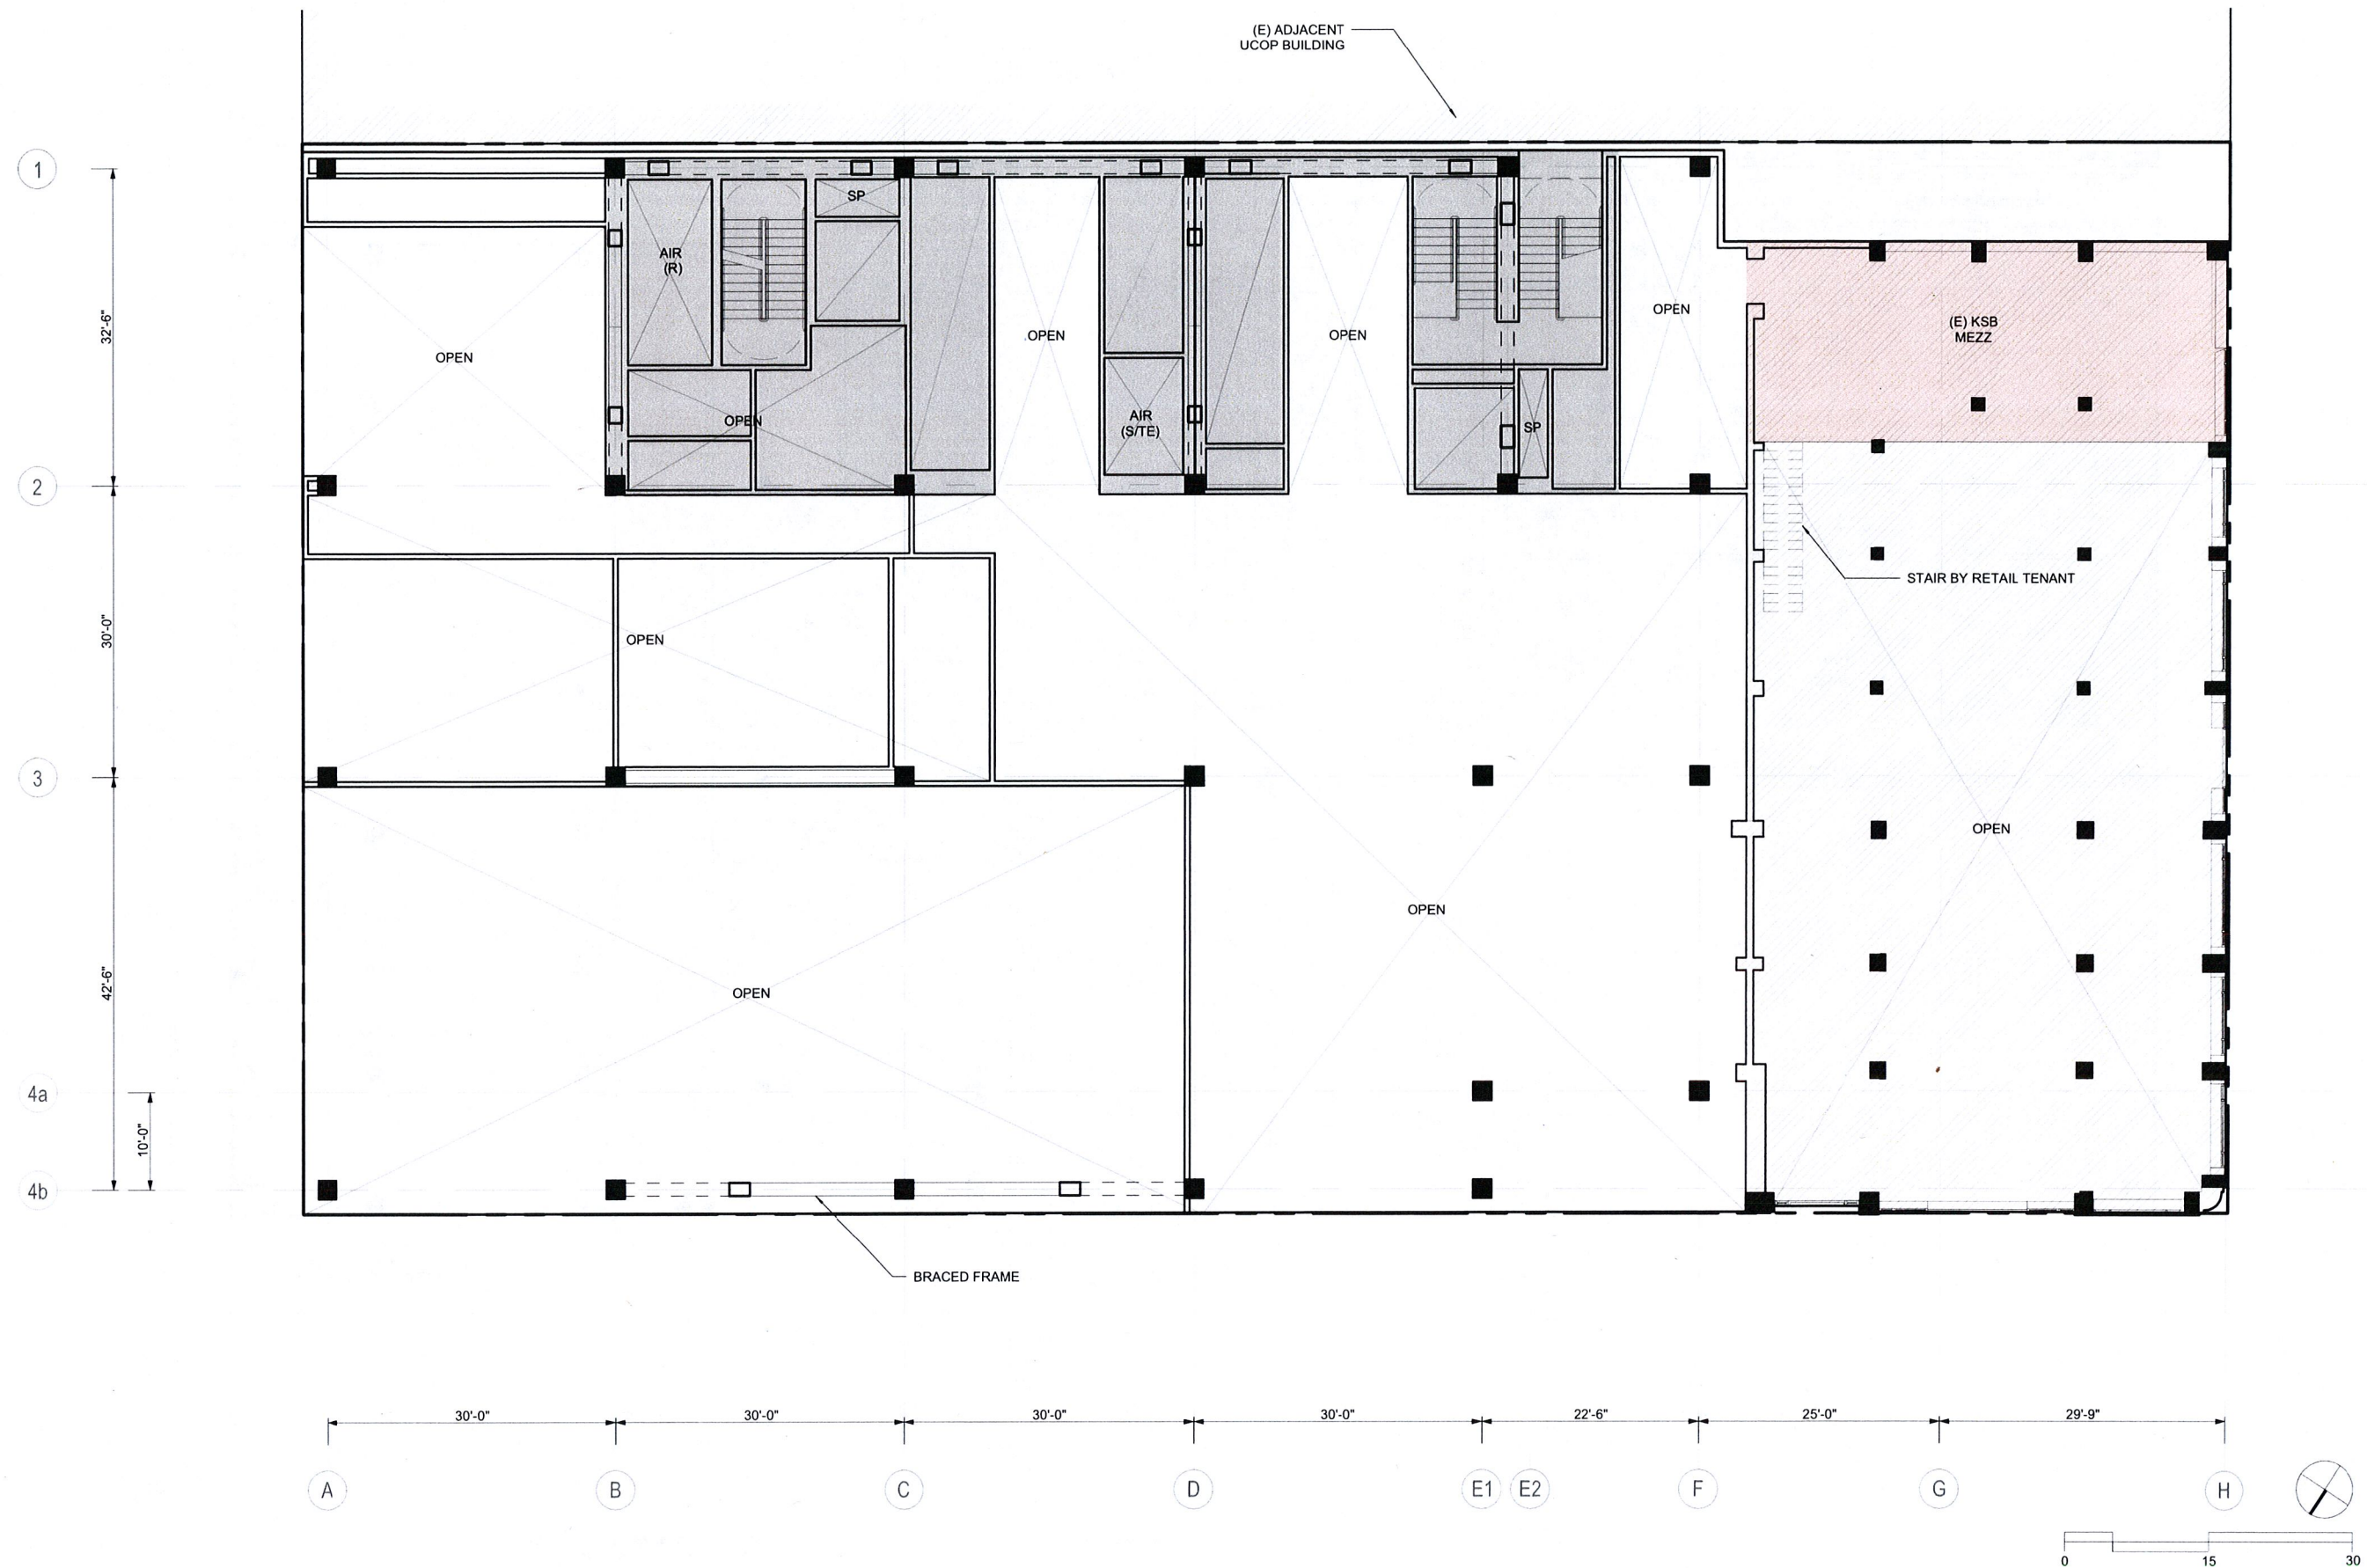 (E) ADJACENT
UCOP BUILDING
1
SP
AIR
(R)
32'-6"
OPEN
OPEN
OPEN
OPEN
(E) KSB
MEZZ
OPEN
OPEN
AIR
(S/TE)
SP
2
STAIR BY RETAIL TENANT
30'-0"
OPEN
3
OPEN
OPEN
42'-6"
OPEN
4a
10'-0"
4b
BRACED FRAME
30'-0"
30'-0"
30'-0"
30'-0"
22'-6"
25'-0"
29'-9"
A
B
C
D
E1
E2
F
G
H
0
15
30